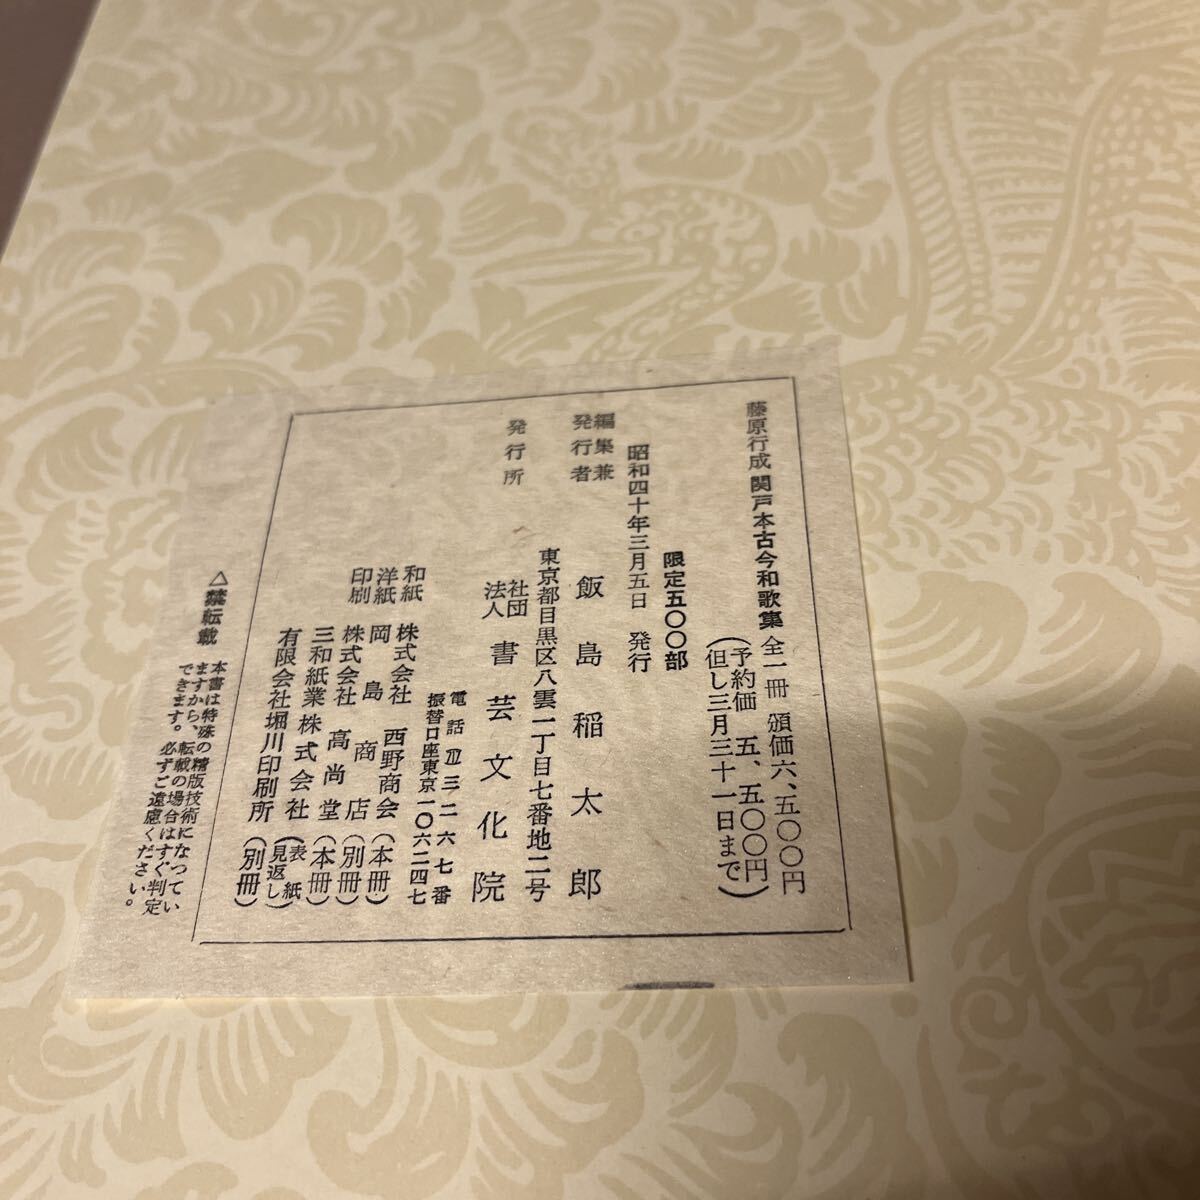 藤原行成 関戸本古今和歌集 全一冊 頒価六、五〇〇円
(予約価 五、五〇〇円)
(但し三月三十一日まで)
限定五〇〇部
昭和四十年三月五日 発行
編集兼
発行者 飯島稲太郎
東京都目黒区八雲一丁目七番地二号
発行所 社団法人 書芸文化院
電話(717)三一二六七番
振替口座東京一〇六二四七
和紙 株式会社 西野商会(本冊)
洋紙 岡島商店(別冊)
印刷 株式会社 高尚堂(本冊)
三和紙業株式会社(表紙見返し)
有限会社堀川印刷所(別冊)
△禁転載 本書は特殊の精版技術になってい
ますから、転載の場合はすぐ判定
できます。必ずご遠慮ください。